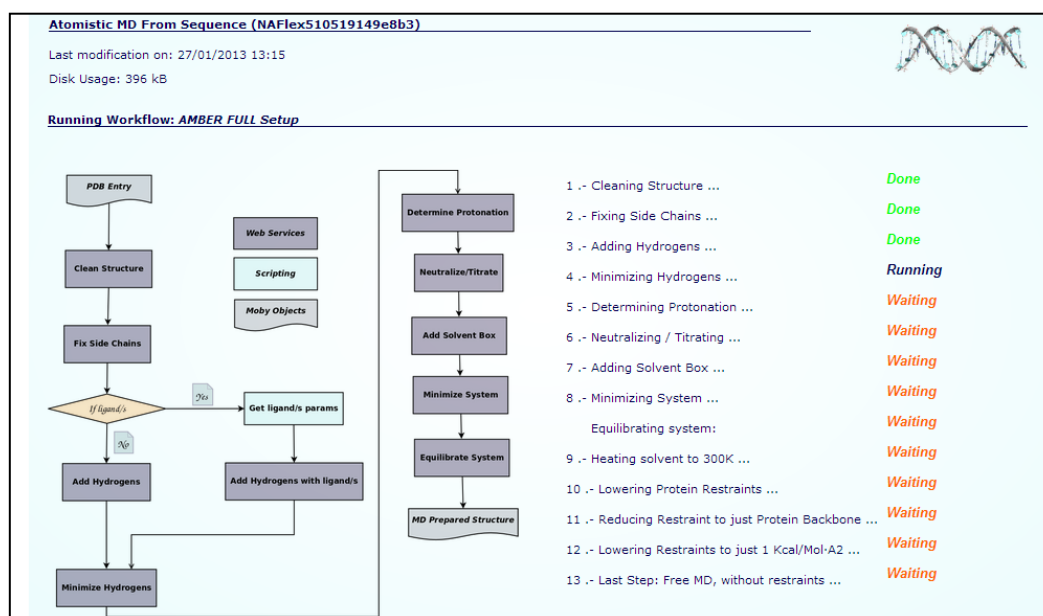 Atomistic MD From Sequence (NAFlex510519149e8b3)
Last modification on: 27/01/2013 13:15
Disk Usage: 396 kB
Running Workflow: AMBER FULL Setup
PDB Entry
Clean Structure
Fix Side Chains
If ligand/s
Yes
No
Get ligand/s params
Add Hydrogens
Add Hydrogens with ligand/s
Minimize Hydrogens
Web Services
Scripting
Moby Objects
Determine Protonation
Neutralize/Titrate
Add Solvent Box
Minimize System
Equilibrate System
MD Prepared Structure
1 .- Cleaning Structure ... Done
2 .- Fixing Side Chains ... Done
3 .- Adding Hydrogens ... Done
4 .- Minimizing Hydrogens ... Running
5 .- Determining Protonation ... Waiting
6 .- Neutralizing / Titrating ... Waiting
7 .- Adding Solvent Box ... Waiting
8 .- Minimizing System ... Waiting
Equilibrating system: Waiting
9 .- Heating solvent to 300K ... Waiting
10 .- Lowering Protein Restraints ... Waiting
11 .- Reducing Restraint to just Protein Backbone ... Waiting
12 .- Lowering Restraints to just 1 Kcal/Mol-A2 ... Waiting
13 .- Last Step: Free MD, without restraints ... Waiting